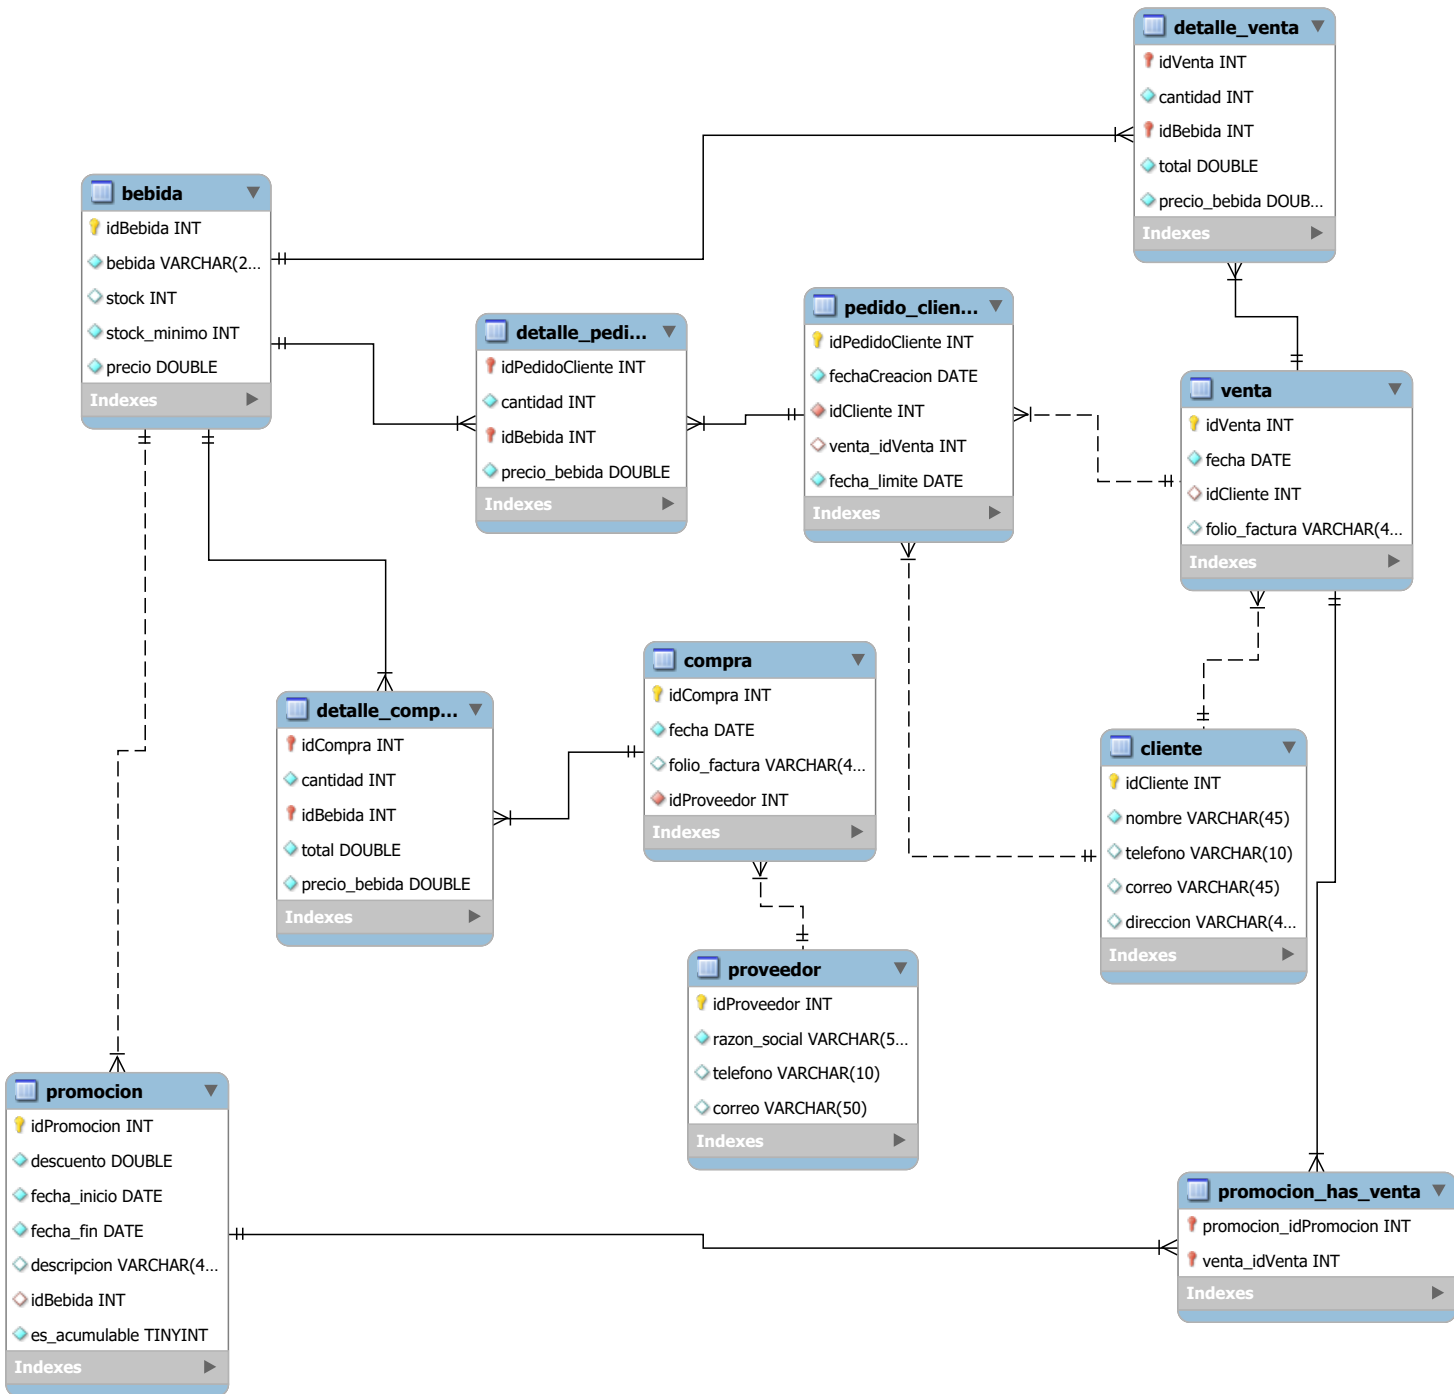 detalle_venta
idVenta INT
cantidad INT
idBebida INT
total DOUBLE
precio_bebida DOUB...
Indexes
bebida
idBebida INT
bebida VARCHAR(2...
stock INT
stock_minimo INT
precio DOUBLE
Indexes
detalle_pedi...
idPedidoCliente INT
cantidad INT
idBebida INT
precio_bebida DOUBLE
Indexes
pedido_clien...
idPedidoCliente INT
fechaCreacion DATE
idCliente INT
venta_idVenta INT
fecha_limite DATE
Indexes
venta
idVenta INT
fecha DATE
idCliente INT
folio_factura VARCHAR(4...
Indexes
detalle_comp...
idCompra INT
cantidad INT
idBebida INT
total DOUBLE
precio_bebida DOUBLE
Indexes
compra
idCompra INT
fecha DATE
folio_factura VARCHAR(4...
idProveedor INT
Indexes
cliente
idCliente INT
nombre VARCHAR(45)
telefono VARCHAR(10)
correo VARCHAR(45)
direccion VARCHAR(4...
Indexes
proveedor
idProveedor INT
razon_social VARCHAR(5...
telefono VARCHAR(10)
correo VARCHAR(50)
Indexes
promocion
idPromocion INT
descuento DOUBLE
fecha_inicio DATE
fecha_fin DATE
descripcion VARCHAR(4...
idBebida INT
es_acumulable TINYINT
Indexes
promocion_has_venta
promocion_idPromocion INT
venta_idVenta INT
Indexes